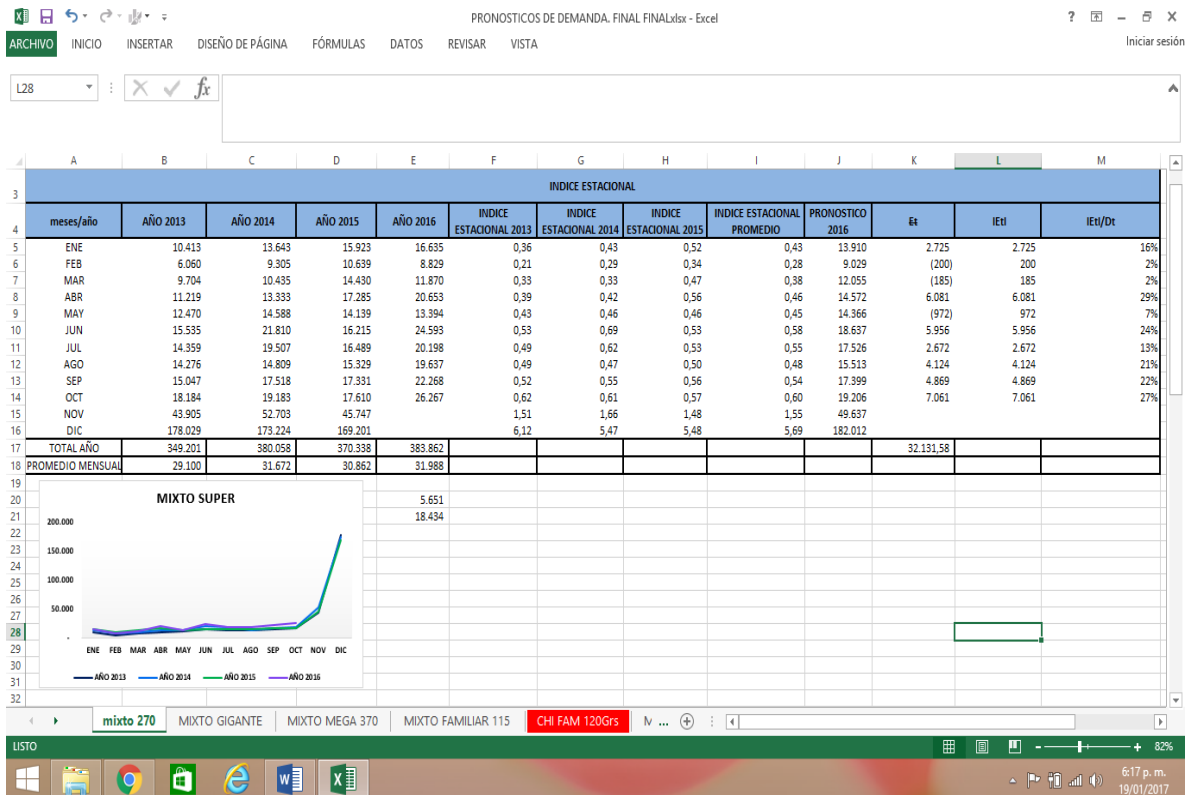 PRONOSTICOS DE DEMANDA. FINAL FINALxlsx - Excel
ARCHIVO INICIO INSERTAR DISEÑO DE PÁGINA FÓRMULAS DATOS REVISAR VISTA Iniciar sesión
L28 fx
A B C D E F G H I J K L M
3 INDICE ESTACIONAL
4 meses/año AÑO 2013 AÑO 2014 AÑO 2015 AÑO 2016 INDICE ESTACIONAL 2013 INDICE ESTACIONAL 2014 INDICE ESTACIONAL 2015 INDICE ESTACIONAL PROMEDIO PRONOSTICO 2016 Et IEtI IEtI/Dt
5 ENE 10.413 13.643 15.923 16.635 0,36 0,43 0,52 0,43 13.910 2.725 2.725 16%
6 FEB 6.060 9.305 10.639 8.829 0,21 0,29 0,34 0,28 9.029 (200) 200 2%
7 MAR 9.704 10.435 14.430 11.870 0,33 0,33 0,47 0,38 12.055 (185) 185 2%
8 ABR 11.219 13.333 17.285 20.653 0,39 0,42 0,56 0,46 14.572 6.081 6.081 29%
9 MAY 12.470 14.588 14.139 13.394 0,43 0,46 0,46 0,45 14.366 (972) 972 7%
10 JUN 15.535 21.810 16.215 24.593 0,53 0,69 0,53 0,58 18.637 5.956 5.956 24%
11 JUL 14.359 19.507 16.489 20.198 0,49 0,62 0,53 0,55 17.526 2.672 2.672 13%
12 AGO 14.276 14.809 15.329 19.637 0,49 0,47 0,50 0,48 15.513 4.124 4.124 21%
13 SEP 15.047 17.518 17.331 22.268 0,52 0,55 0,56 0,54 17.399 4.869 4.869 22%
14 OCT 18.184 19.183 17.610 26.267 0,62 0,61 0,57 0,60 19.206 7.061 7.061 27%
15 NOV 43.905 52.703 45.747 1,51 1,66 1,48 1,55 49.637
16 DIC 178.029 173.224 169.201 6,12 5,47 5,48 5,69 182.012
17 TOTAL AÑO 349.201 380.058 370.338 383.862 32.131,58
18 PROMEDIO MENSUAL 29.100 31.672 30.862 31.988
19
20 5.651
21 18.434
22
23
24
25
26
27
28
29
30
31
32
MIXTO SUPER
200.000
150.000
100.000
50.000
-
ENE FEB MAR ABR MAY JUN JUL AGO SEP OCT NOV DIC
AÑO 2013 AÑO 2014 AÑO 2015 AÑO 2016
mixto 270 MIXTO GIGANTE MIXTO MEGA 370 MIXTO FAMILIAR 115 CHI FAM 120Grs ...
LISTO 82%
6:17 p. m.
19/01/2017